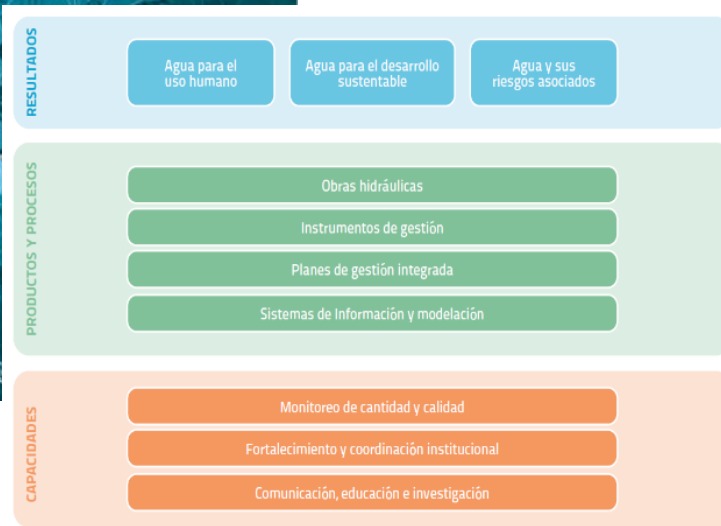 RESULTADOS
Agua para el
uso humano
Agua para el desarrollo
sustentable
Agua y sus
riesgos asociados
PRODUCTOS Y PROCESOS
Obras hidráulicas
Instrumentos de gestión
Planes de gestión integrada
Sistemas de Información y modelación
CAPACIDADES
Monitoreo de cantidad y calidad
Fortalecimiento y coordinación institucional
Comunicación, educación e investigación